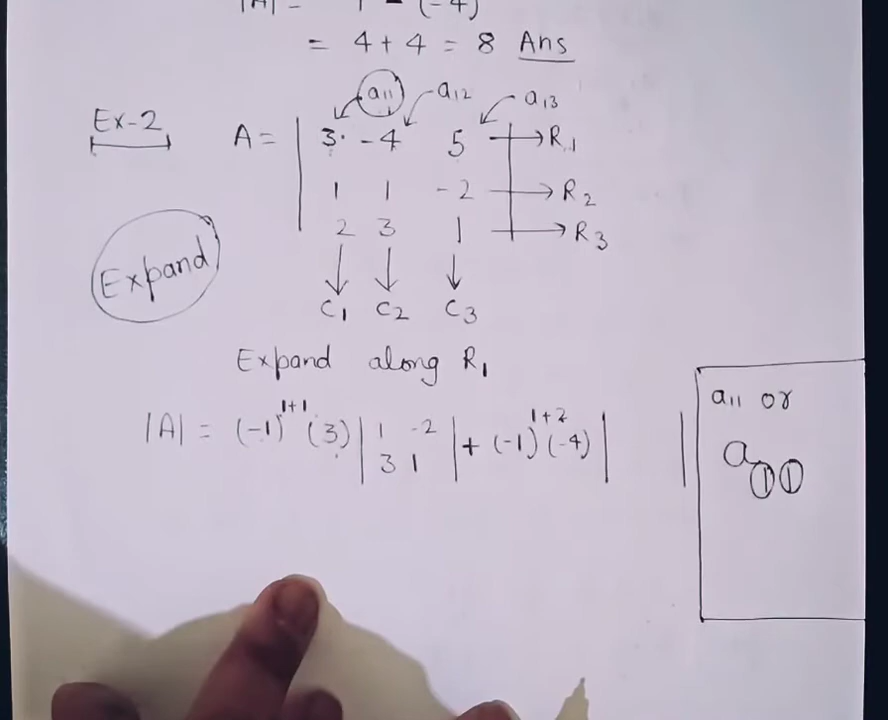 |A| = 1 - (-4)
= 4 + 4 = 8 Ans
a11 a12 a13
Ex-2 A = | 3 -4 5 | → R1
1 1 -2 → R2
2 3 1 → R3
Expand
C1 C2 C3
Expand along R1
|A| = (-1)^1+1 (3) | 1 -2 | + (-1)^1+2 (-4) | |
3 1
a11 or
a11